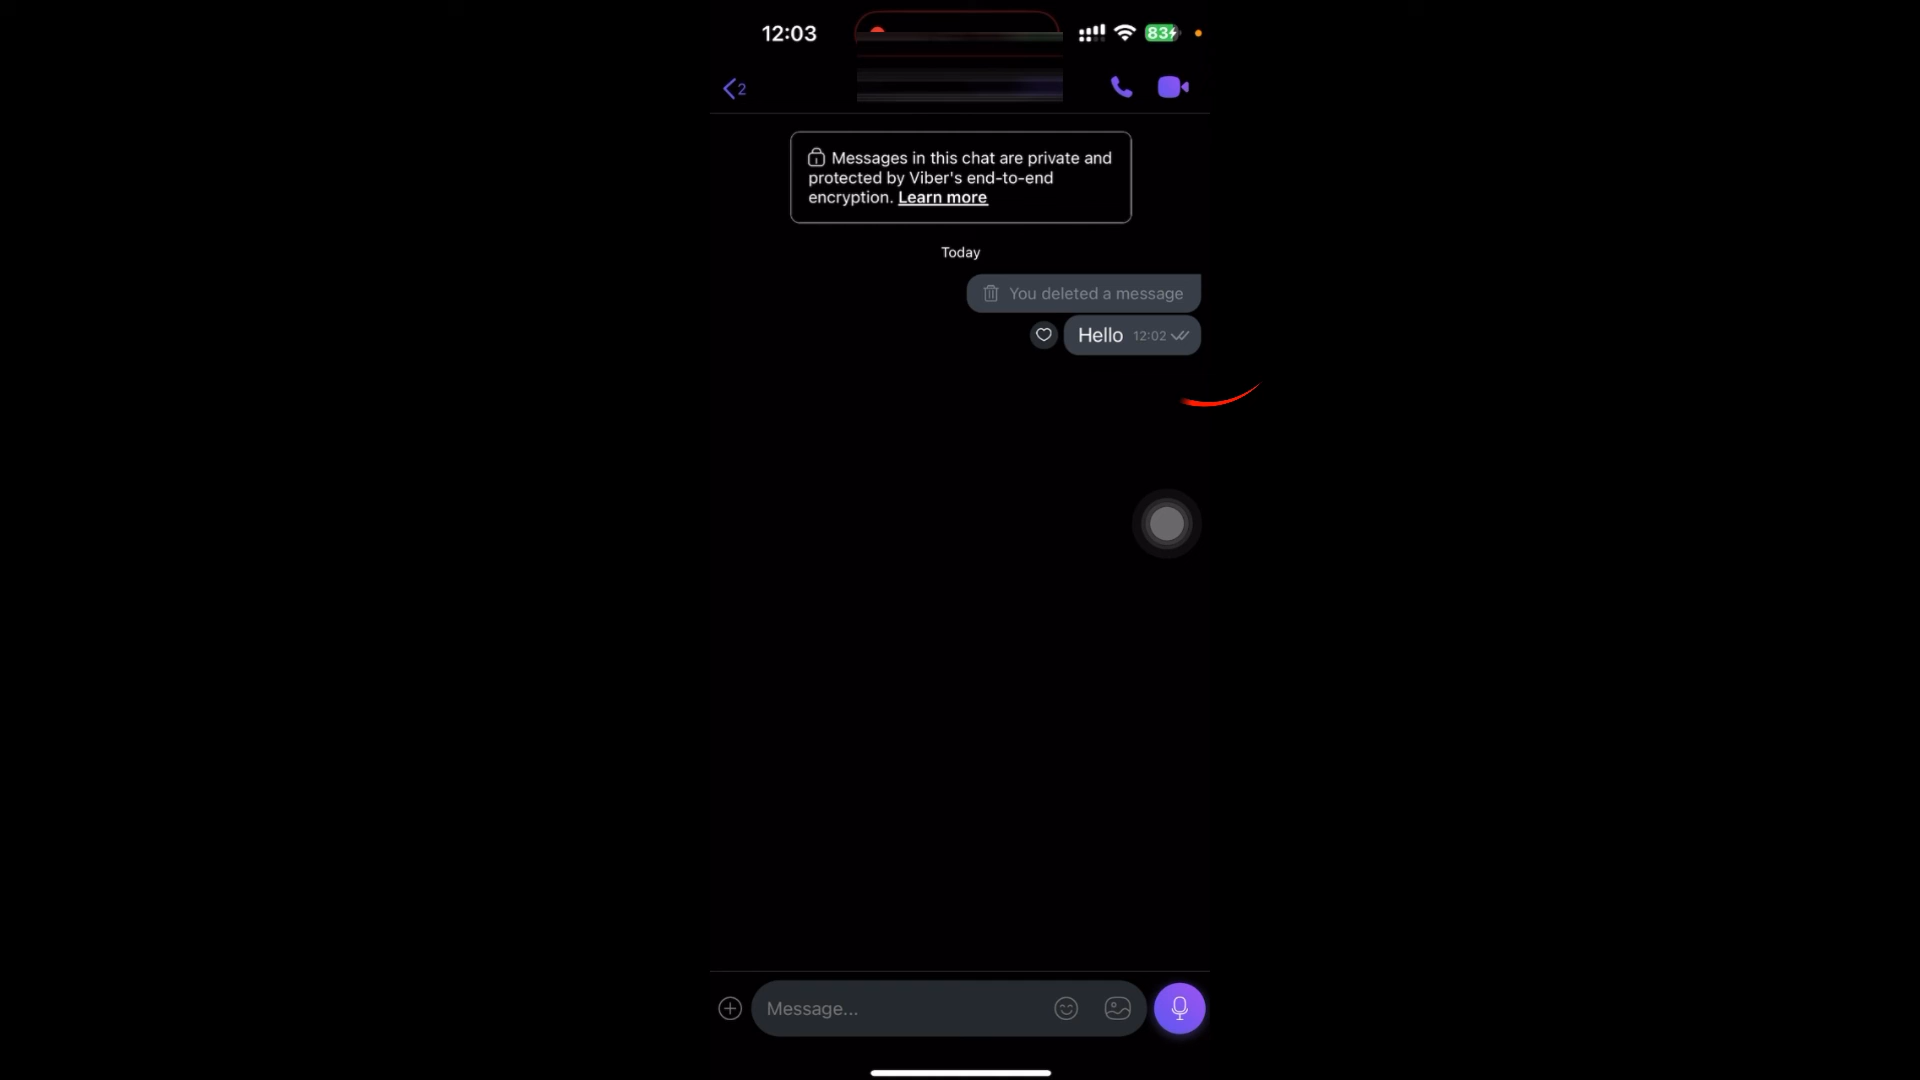 12:03
83
2
Messages in this chat are private and
protected by Viber's end-to-end
encryption. Learn more
Today
You deleted a message
Hello 12:02
Message...